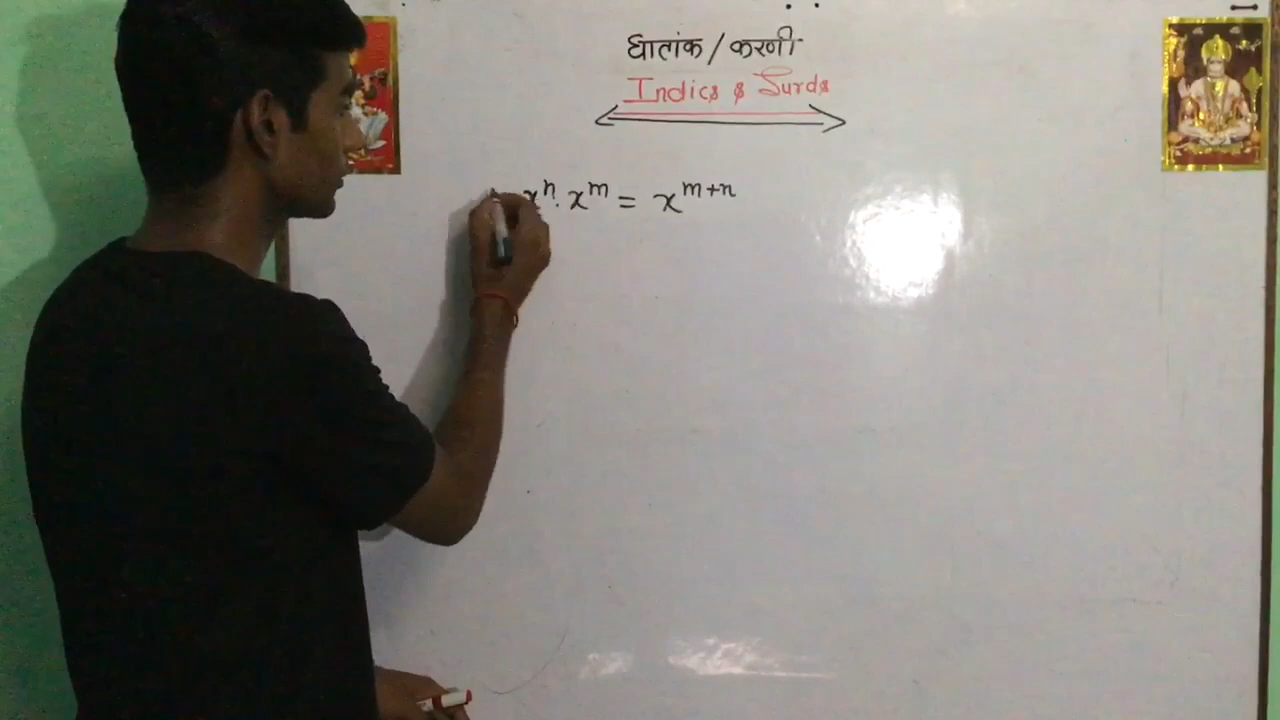 घातांक / करणी
Indics & Surds
xⁿ · xᵐ = xᵐ⁺ⁿ